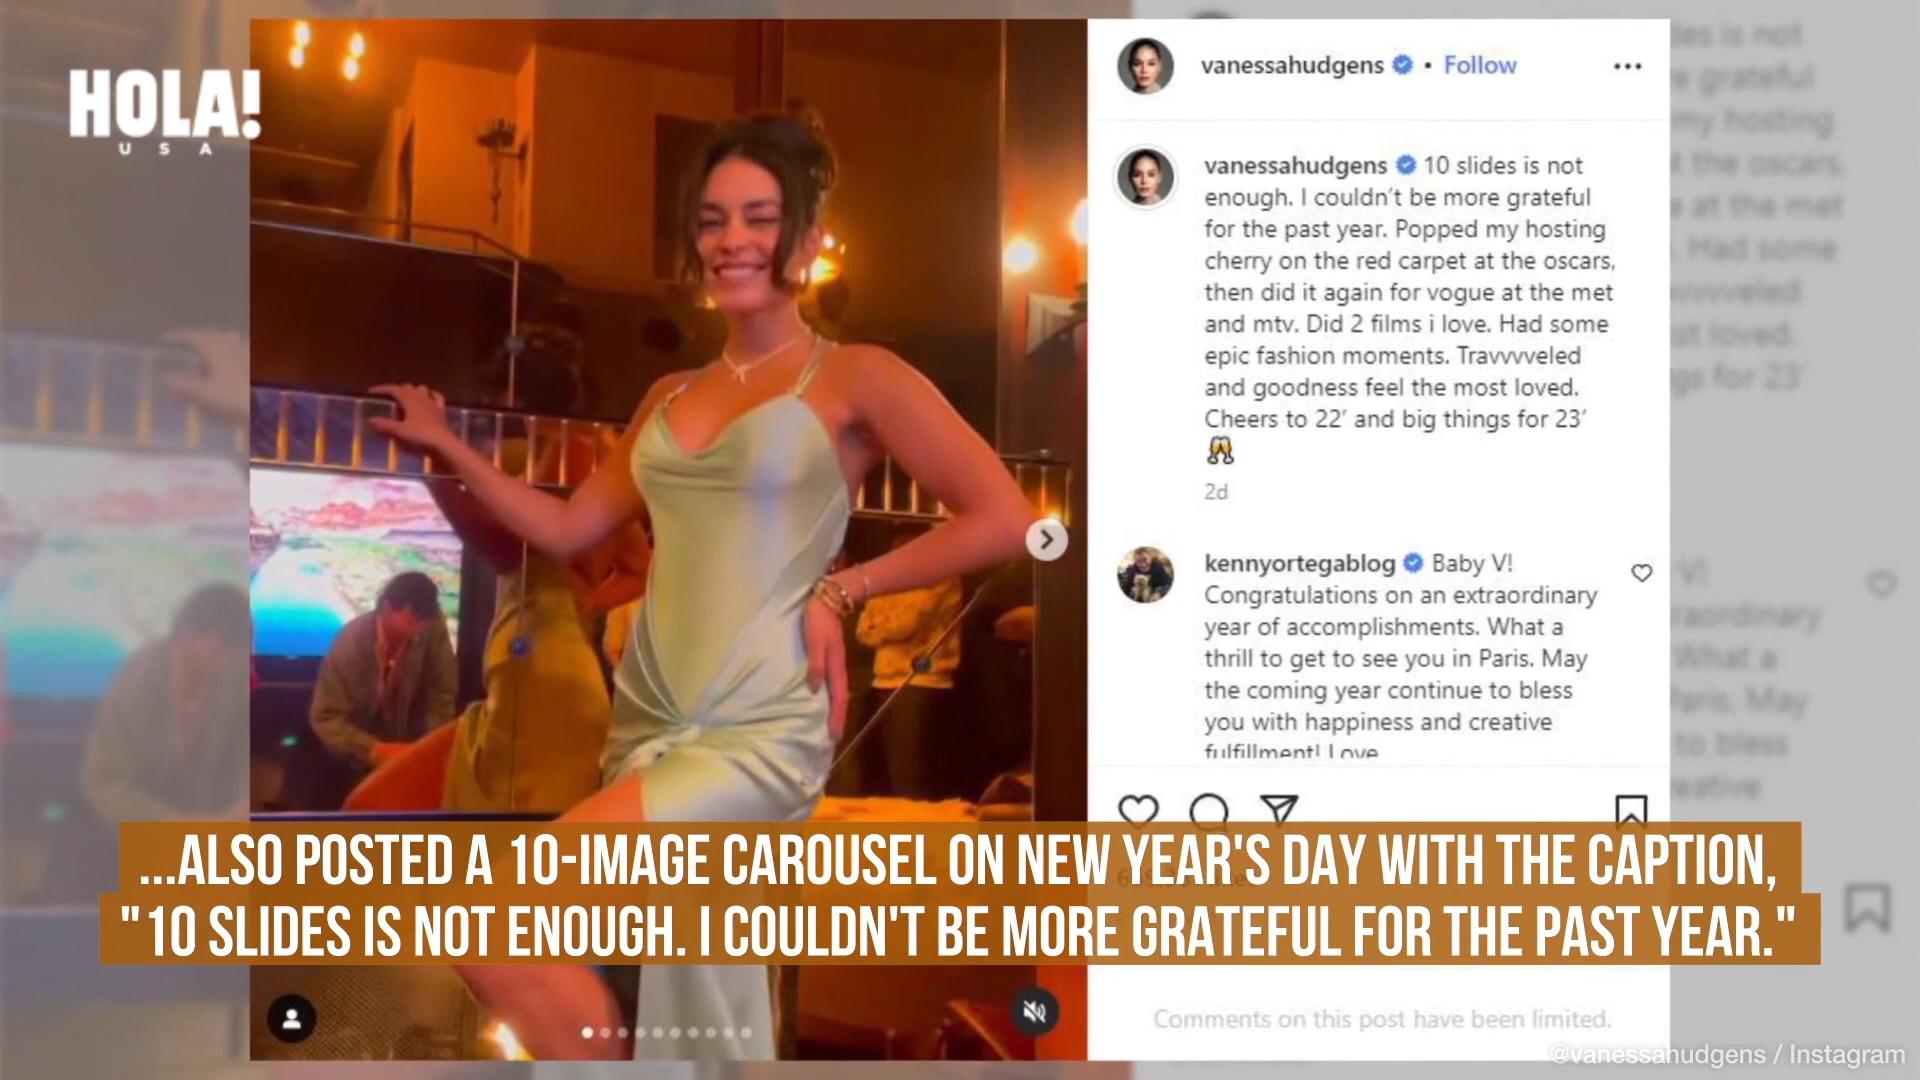 HOLA!
USA
vanessahudgens • Follow
vanessahudgens 10 slides is not
enough. I couldn't be more grateful
for the past year. Popped my hosting
cherry on the red carpet at the oscars,
then did it again for vogue at the met
and mtv. Did 2 films i love. Had some
epic fashion moments. Travvvveled
and goodness feel the most loved.
Cheers to 22' and big things for 23'
🥂
2d
kennyortegablog Baby V!
Congratulations on an extraordinary
year of accomplishments. What a
thrill to get to see you in Paris. May
the coming year continue to bless
you with happiness and creative
fulfillment! Love
...ALSO POSTED A 10-IMAGE CAROUSEL ON NEW YEAR'S DAY WITH THE CAPTION,
"10 SLIDES IS NOT ENOUGH. I COULDN'T BE MORE GRATEFUL FOR THE PAST YEAR."
Comments on this post have been limited.
@vanessahudgens / Instagram